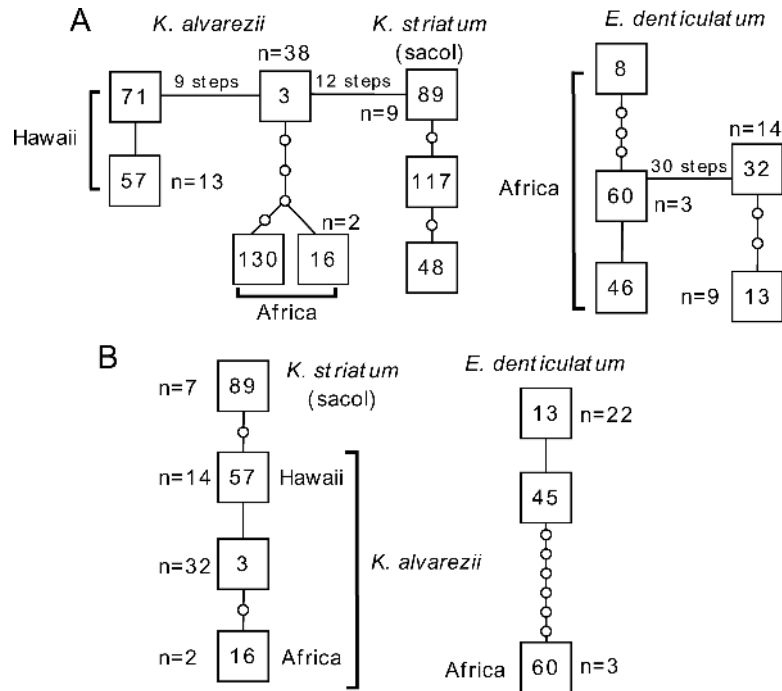 A
K. alvarezii
K. striatum
(sacol)
E. denticulatum
n=38
71
9 steps
3
12 steps
89
n=9
Hawaii
57
n=13
117
n=2
130
16
48
Africa
8
n=14
Africa
60
30 steps
32
n=3
46
n=9
13
B
n=7
89
K. striatum
(sacol)
n=14
57
Hawaii
n=32
3
K. alvarezii
n=2
16
Africa
E. denticulatum
13
n=22
45
Africa
60
n=3